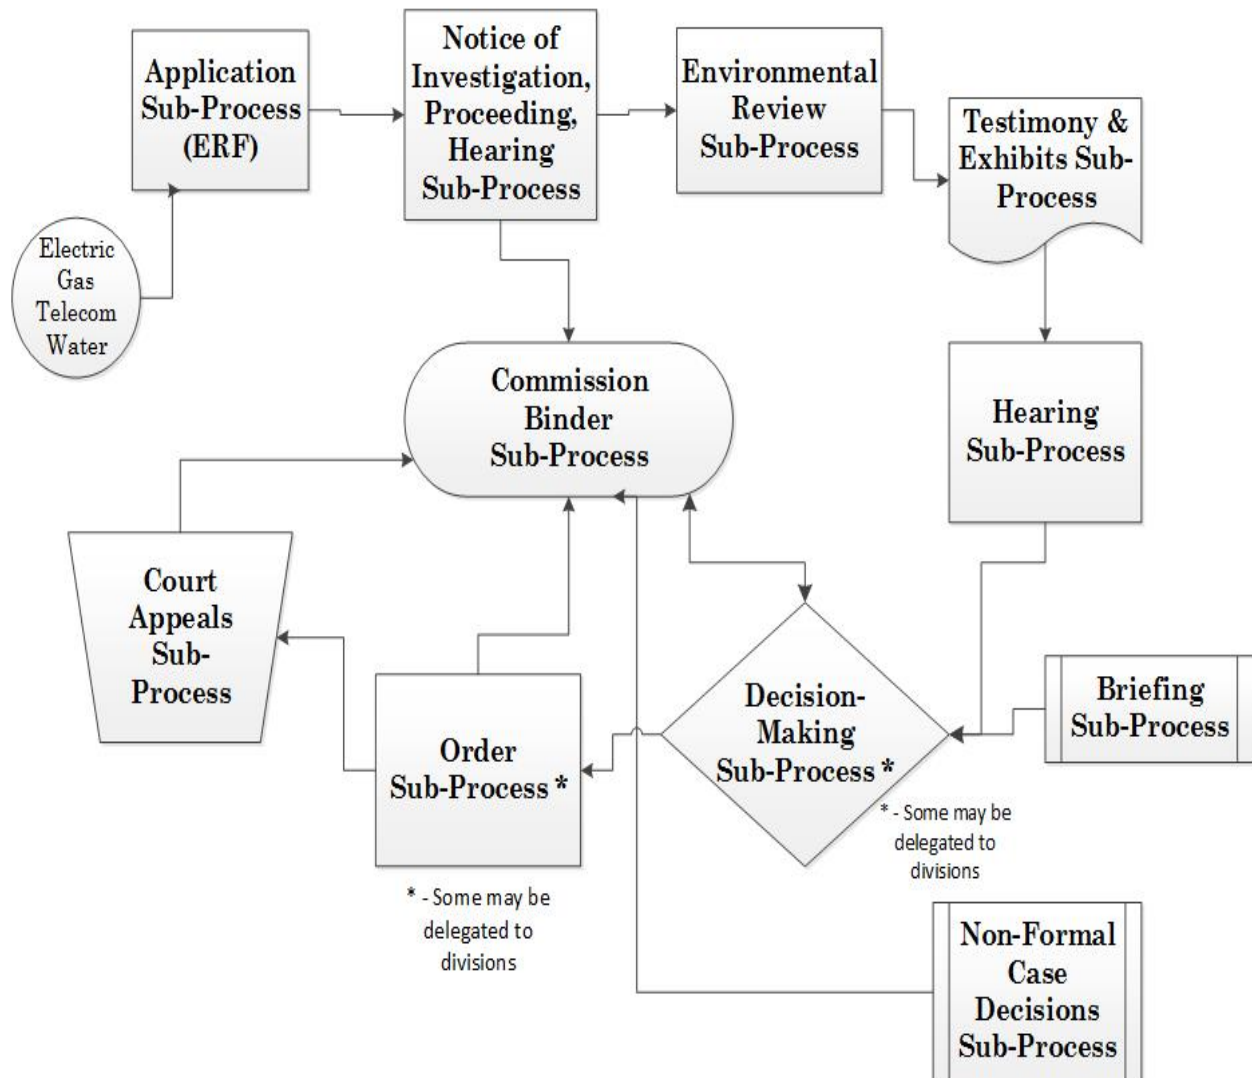 Application
Sub-Process
(ERF)
Notice of
Investigation,
Proceeding,
Hearing
Sub-Process
Environmental
Review
Sub-Process
Testimony &
Exhibits Sub-
Process
Electric
Gas
Telecom
Water
Commission
Binder
Sub-Process
Hearing
Sub-Process
Court
Appeals
Sub-
Process
Order
Sub-Process *
* - Some may be
delegated to
divisions
Decision-
Making
Sub-Process *
* - Some may be
delegated to
divisions
Briefing
Sub-Process
Non-Formal
Case
Decisions
Sub-Process